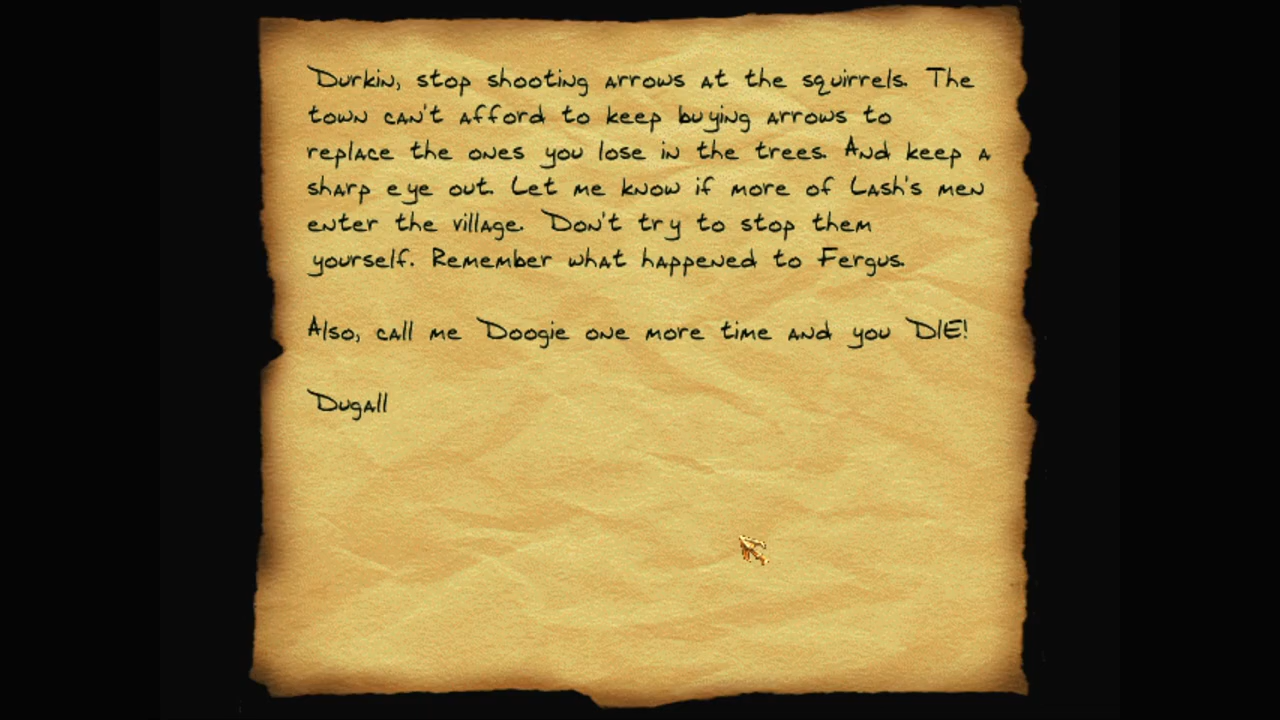 Durkin, stop shooting arrows at the squirrels. The
town can't afford to keep buying arrows to
replace the ones you lose in the trees. And keep a
sharp eye out. Let me know if more of Lash's men
enter the village. Don't try to stop them
yourself. Remember what happened to Fergus.
Also, call me Doogie one more time and you DIE!
Dugall